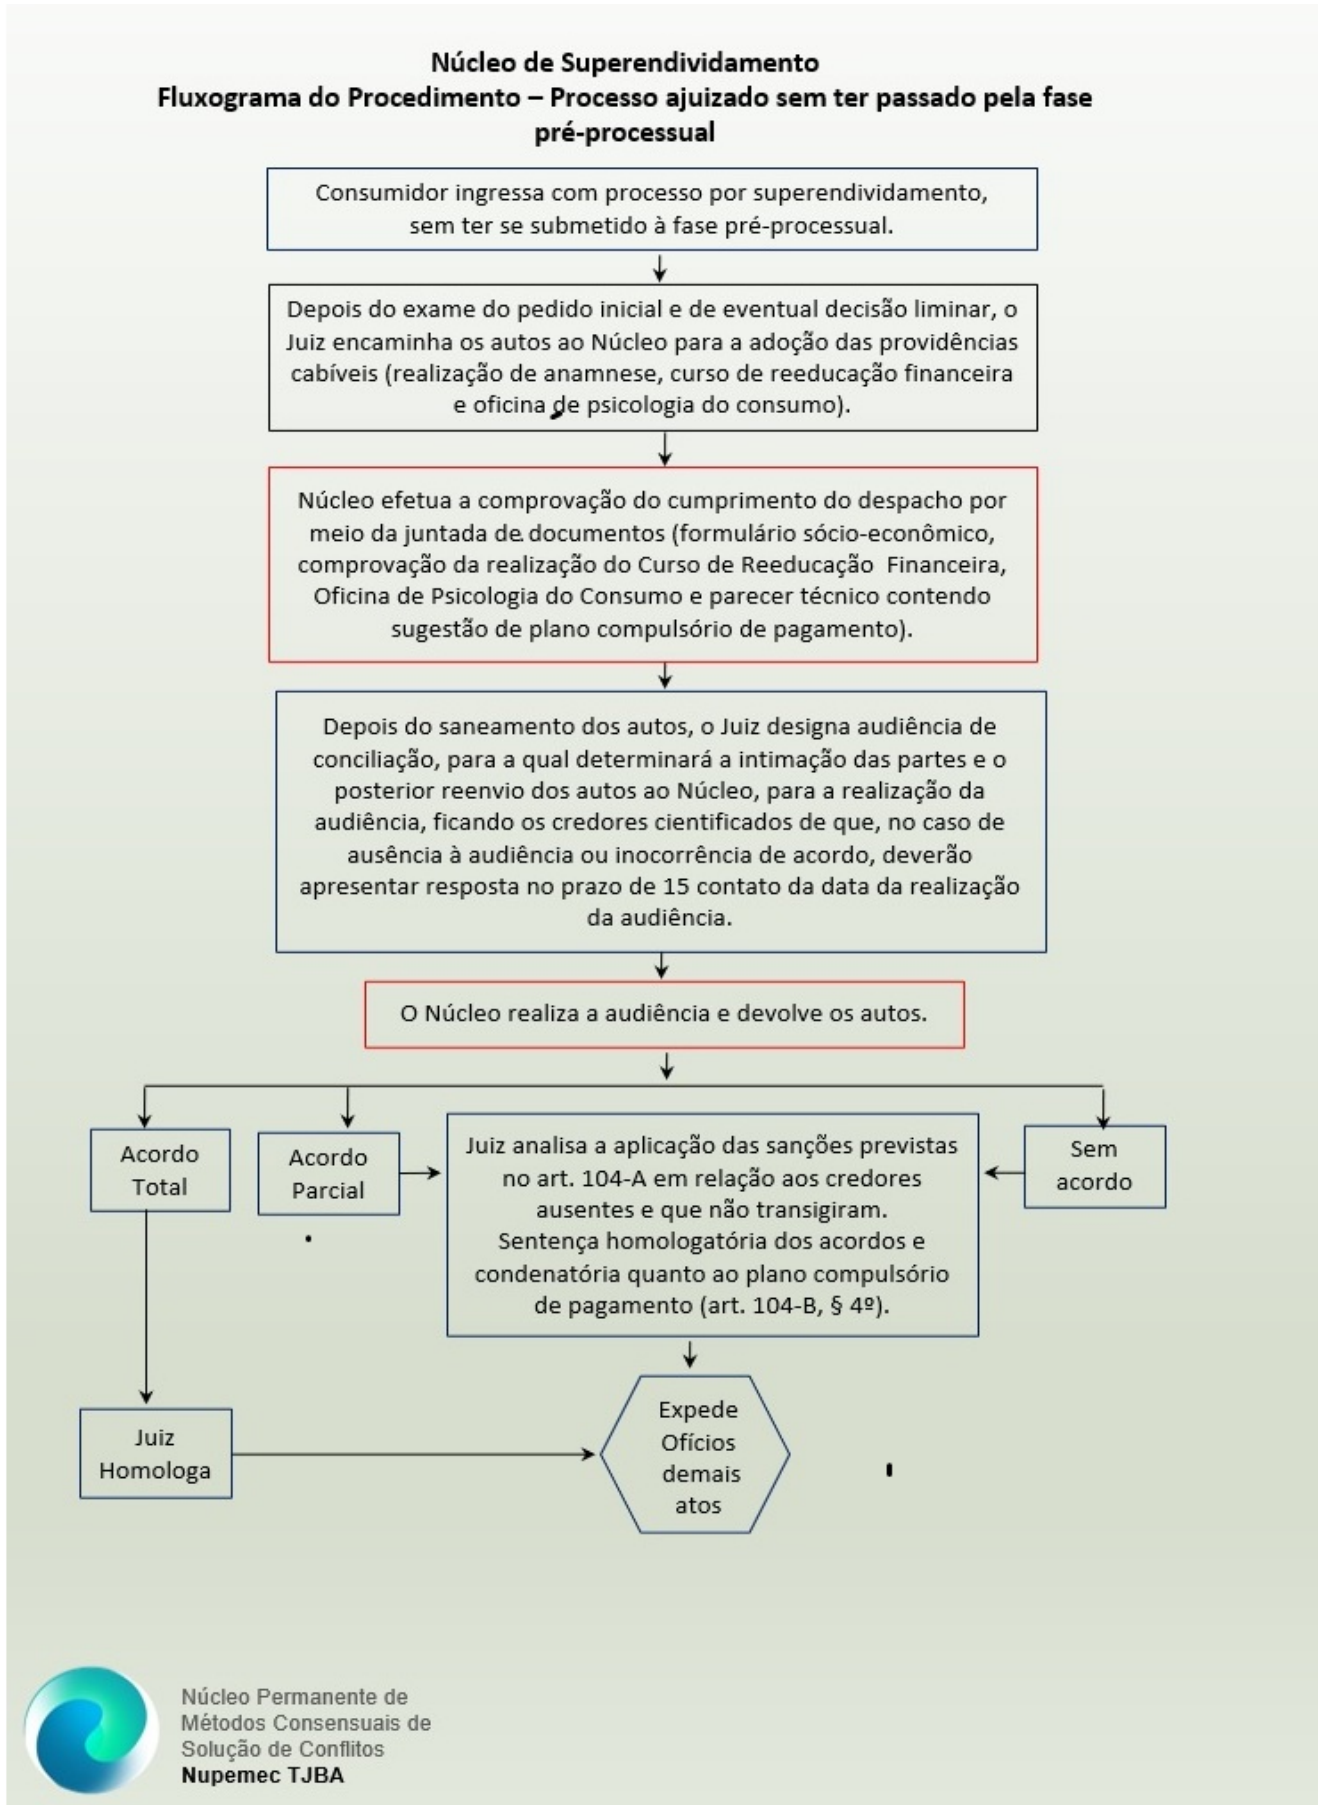 Núcleo de Superendividamento
Fluxograma do Procedimento – Processo ajuizado sem ter passado pela fase
pré-processual
Consumidor ingressa com processo por superendividamento,
sem ter se submetido à fase pré-processual.
Depois do exame do pedido inicial e de eventual decisão liminar, o
Juiz encaminha os autos ao Núcleo para a adoção das providências
cabíveis (realização de anamnese, curso de reeducação financeira
e oficina de psicologia do consumo).
Núcleo efetua a comprovação do cumprimento do despacho por
meio da juntada de documentos (formulário sócio-econômico,
comprovação da realização do Curso de Reeducação Financeira,
Oficina de Psicologia do Consumo e parecer técnico contendo
sugestão de plano compulsório de pagamento).
Depois do saneamento dos autos, o Juiz designa audiência de
conciliação, para a qual determinará a intimação das partes e o
posterior reenvio dos autos ao Núcleo, para a realização da
audiência, ficando os credores cientificados de que, no caso de
ausência à audiência ou inocorrência de acordo, deverão
apresentar resposta no prazo de 15 contato da data da realização
da audiência.
O Núcleo realiza a audiência e devolve os autos.
Acordo
Total
Acordo
Parcial
Juiz analisa a aplicação das sanções previstas
no art. 104-A em relação aos credores
ausentes e que não transigiram.
Sentença homologatória dos acordos e
condenatória quanto ao plano compulsório
de pagamento (art. 104-B, § 4º).
Sem
acordo
Juiz
Homologa
Expede
Ofícios
demais
atos
Núcleo Permanente de
Métodos Consensuais de
Solução de Conflitos
Nupemec TJBA